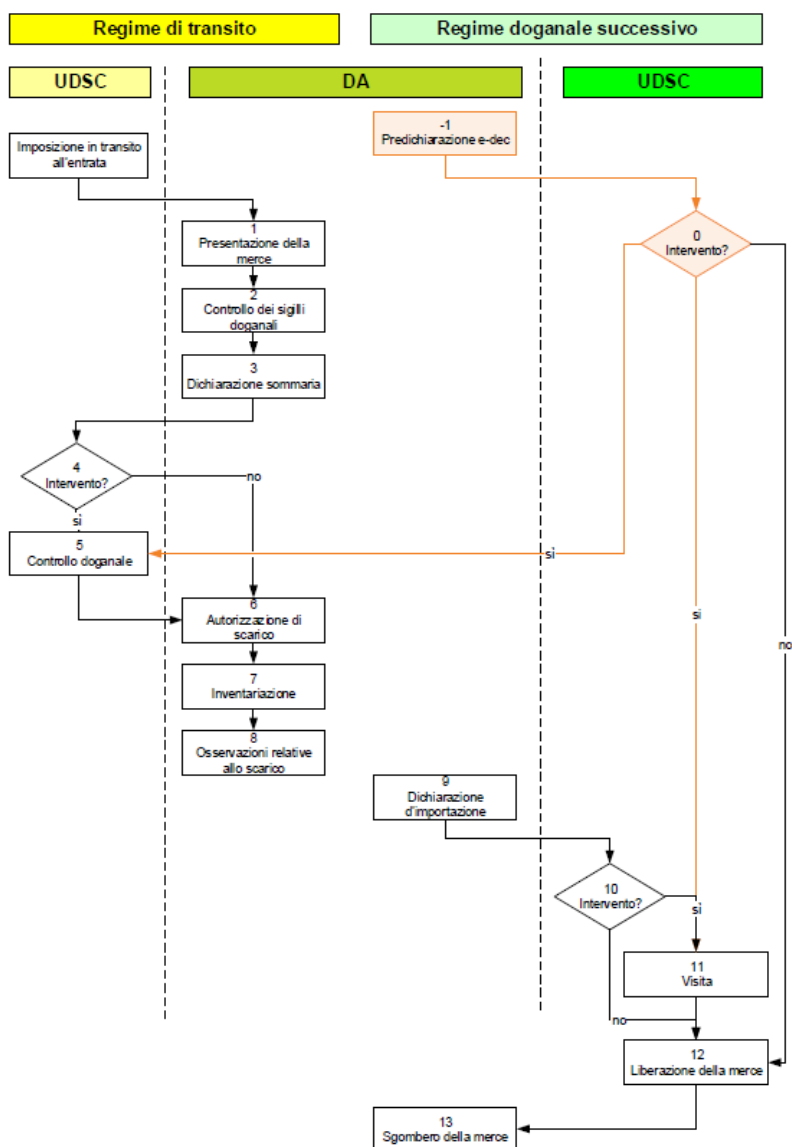 Regime di transito
Regime doganale successivo
UDSC
DA
UDSC
-1
Predichiarazione e-dec
Imposizione in transito
all'entrata
0
Intervento?
1
Presentazione della
merce
2
Controllo dei sigilli
doganali
3
Dichiarazione sommaria
4
Intervento?
no
si
5
Controllo doganale
si
6
Autorizzazione di
scarico
si
no
7
Inventariazione
8
Osservazioni relative
allo scarico
9
Dichiarazione
d'importazione
10
Intervento?
si
11
Visita
no
12
Liberazione della merce
13
Sgombero della merce